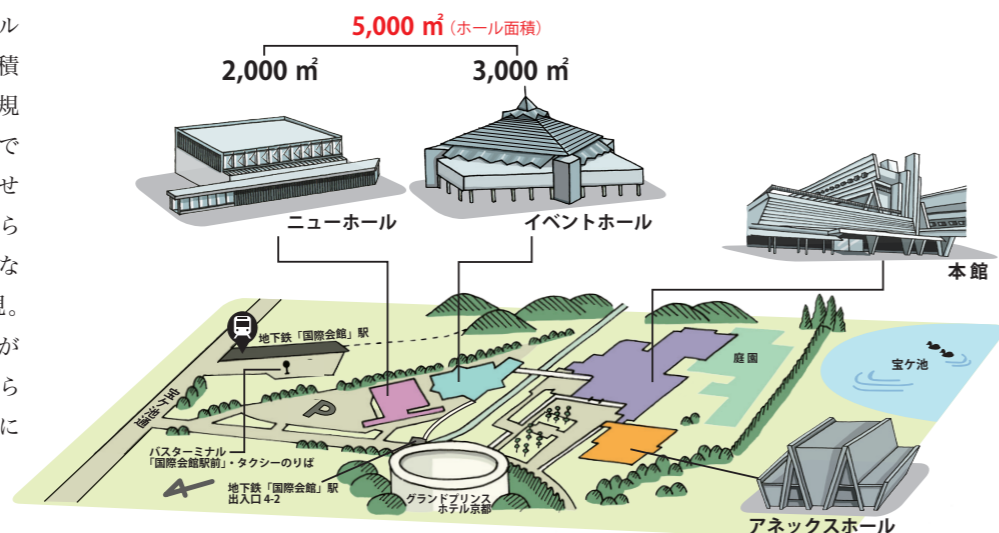 ル
積
規
で
せ
ら
な
見。
が
ら
に
5,000 ㎡(ホール面積)
2,000 ㎡
3,000 ㎡
ニューホール
イベントホール
本館
地下鉄「国際会館」駅
庭園
宝ケ池
宝ケ池通
P
バスターミナル
「国際会館駅前」・タクシーのりば
地下鉄「国際会館」駅
出入口 4-2
グランドプリンス
ホテル京都
アネックスホール